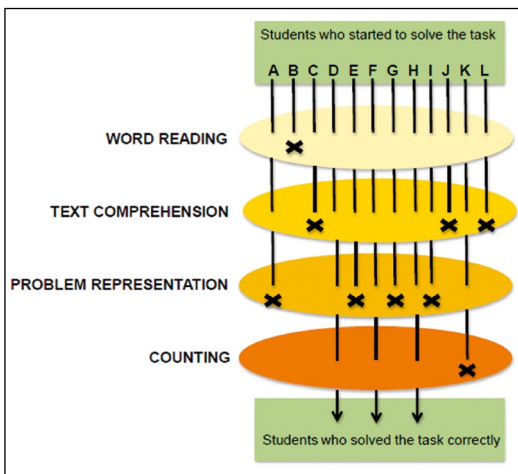 Students who started to solve the task
A B C D E F G H I J K L
WORD READING
TEXT COMPREHENSION
PROBLEM REPRESENTATION
COUNTING
Students who solved the task correctly